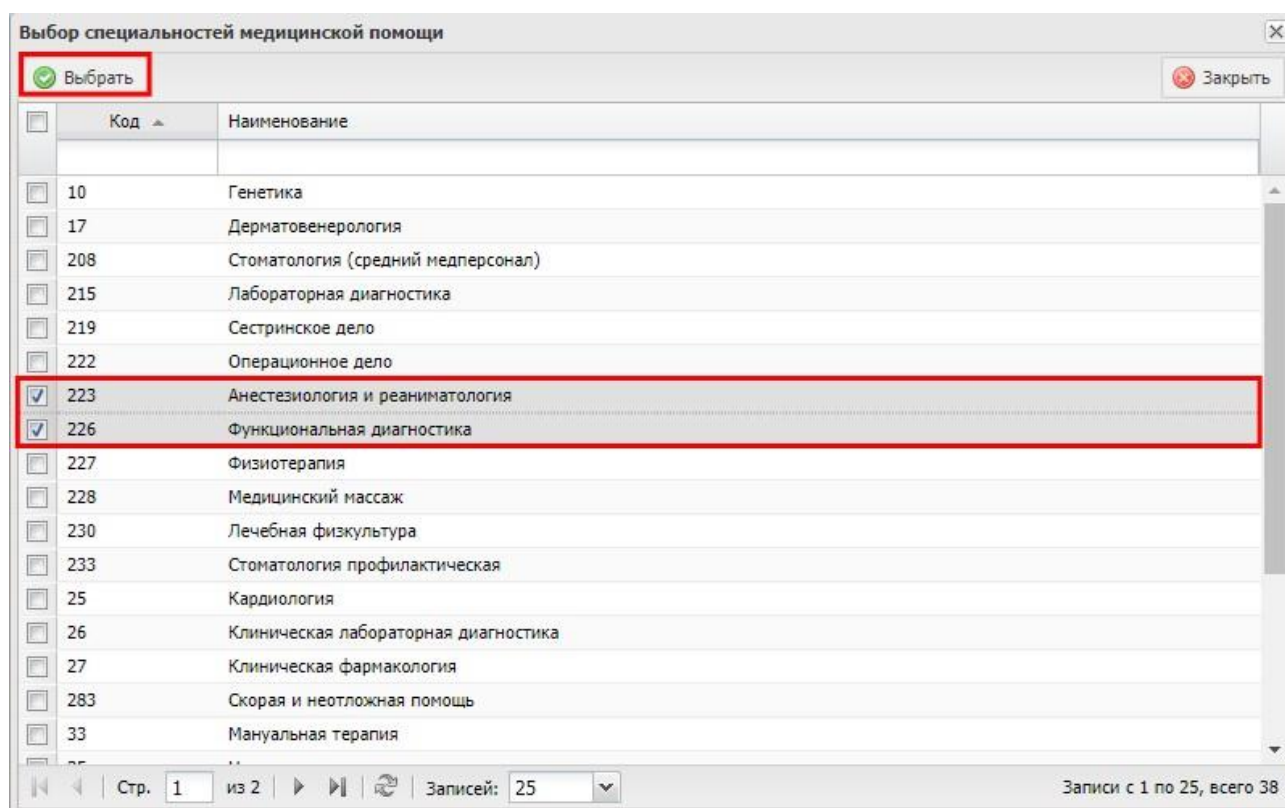 Выбор специальностей медицинской помощи
Выбрать Закрыть
Код Наименование
10 Генетика
17 Дерматовенерология
208 Стоматология (средний медперсонал)
215 Лабораторная диагностика
219 Сестринское дело
222 Операционное дело
223 Анестезиология и реаниматология
226 Функциональная диагностика
227 Физиотерапия
228 Медицинский массаж
230 Лечебная физкультура
233 Стоматология профилактическая
25 Кардиология
26 Клиническая лабораторная диагностика
27 Клиническая фармакология
283 Скорая и неотложная помощь
33 Мануальная терапия
Стр. 1 из 2 Записей: 25 Записи с 1 по 25, всего 38